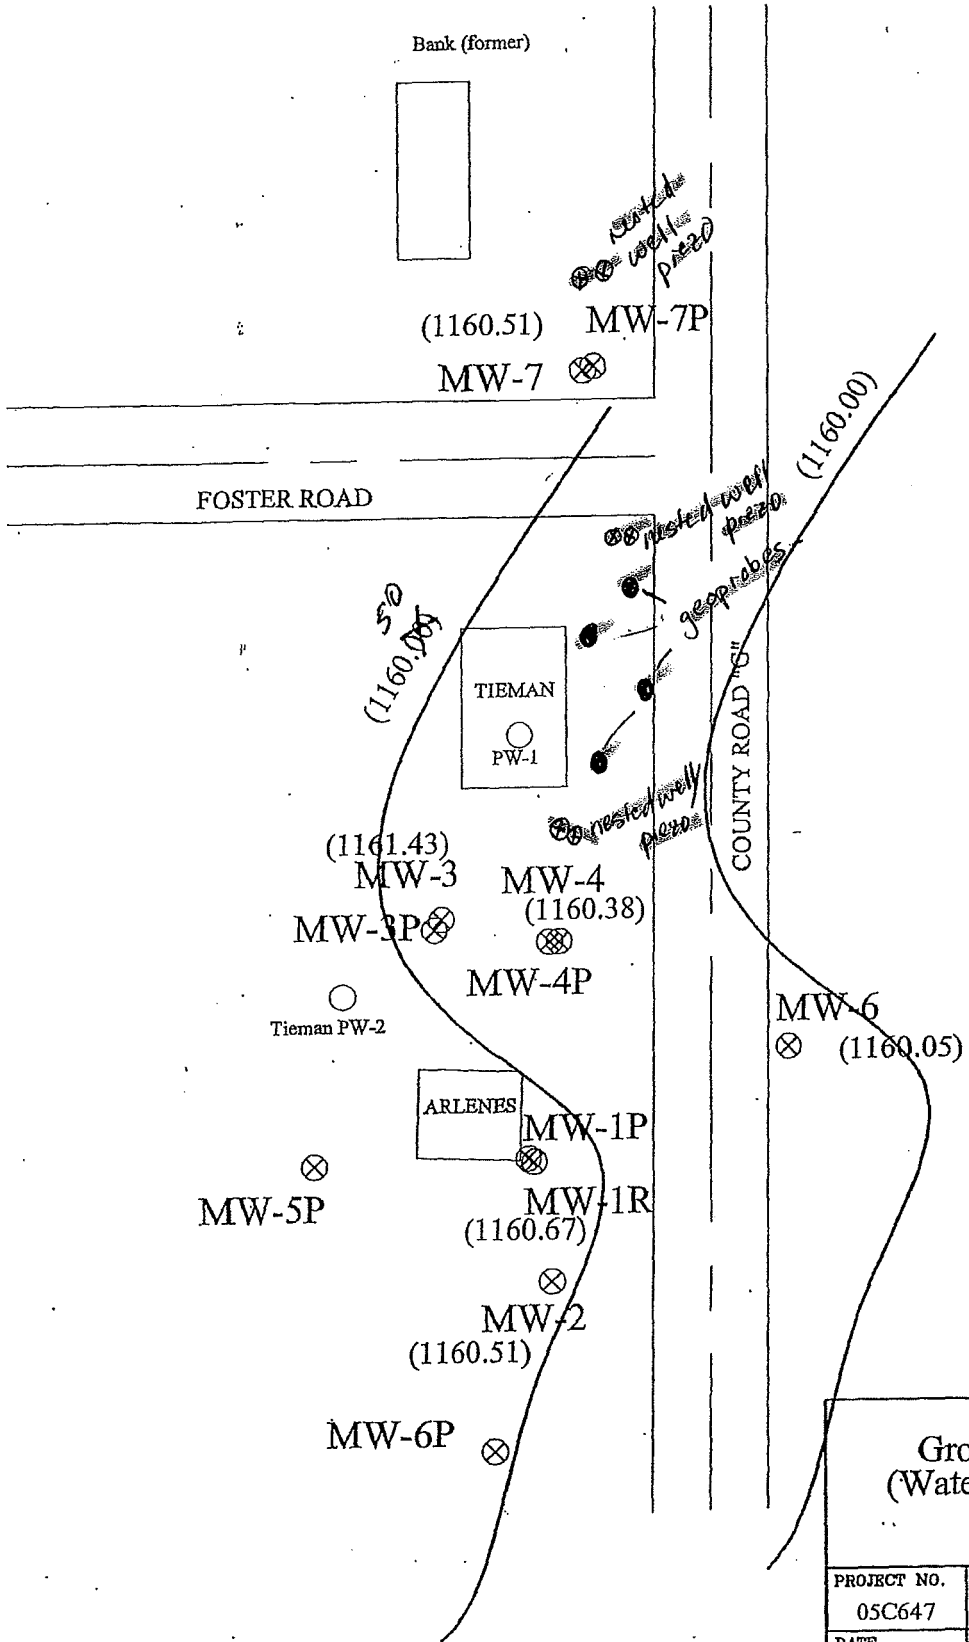 Bank (former)
nested
well
piezo
(1160.51)
MW-7P
MW-7
(1160.00)
FOSTER ROAD
nested well
piezo
geoprobes
50
(1160.00)
TIEMAN
PW-1
COUNTY ROAD "G"
nested well
piezo
(1161.43)
MW-3
MW-4
(1160.38)
MW-3P
MW-4P
Tieman PW-2
MW-6
(1160.05)
ARLENES
MW-1P
MW-5P
MW-1R
(1160.67)
MW-2
(1160.51)
MW-6P
Gro
(Wate
PROJECT NO.
05C647
DATE